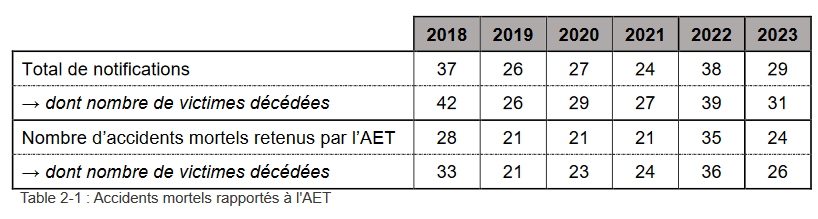 2018 2019 2020 2021 2022 2023
Total de notifications 37 26 27 24 38 29
→ dont nombre de victimes décédées 42 26 29 27 39 31
Nombre d’accidents mortels retenus par l’AET 28 21 21 21 35 24
→ dont nombre de victimes décédées 33 21 23 24 36 26
Table 2-1 : Accidents mortels rapportés à l'AET